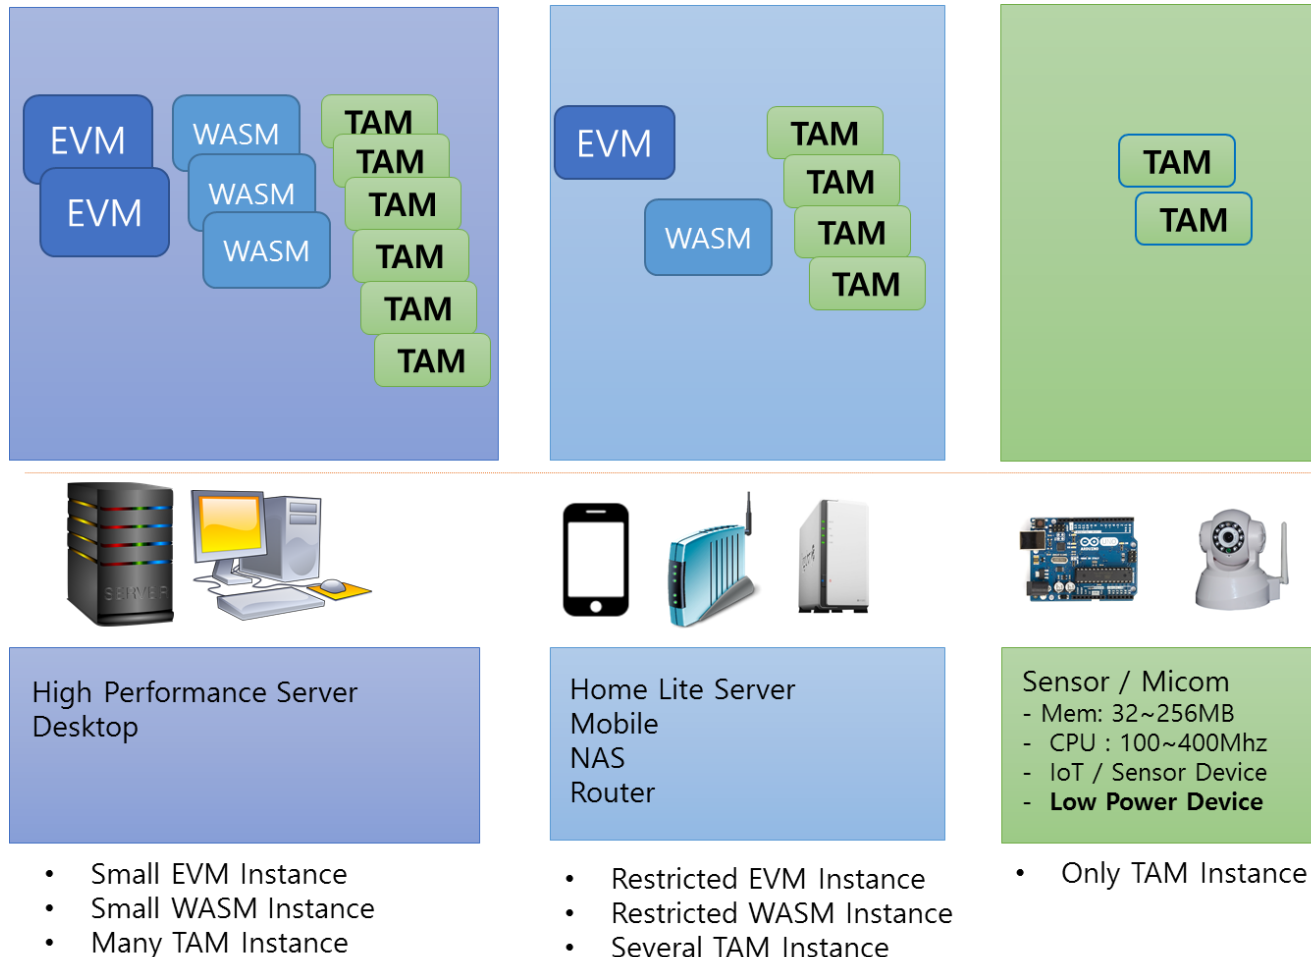 EVM
EVM
WASM
WASM
WASM
TAM
TAM
TAM
TAM
TAM
TAM
EVM
WASM
TAM
TAM
TAM
TAM
TAM
TAM
SERVER
High Performance Server
Desktop
• Small EVM Instance
• Small WASM Instance
• Many TAM Instance
Home Lite Server
Mobile
NAS
Router
• Restricted EVM Instance
• Restricted WASM Instance
• Several TAM Instance
Sensor / Micom
- Mem: 32~256MB
- CPU : 100~400Mhz
- IoT / Sensor Device
- Low Power Device
• Only TAM Instance